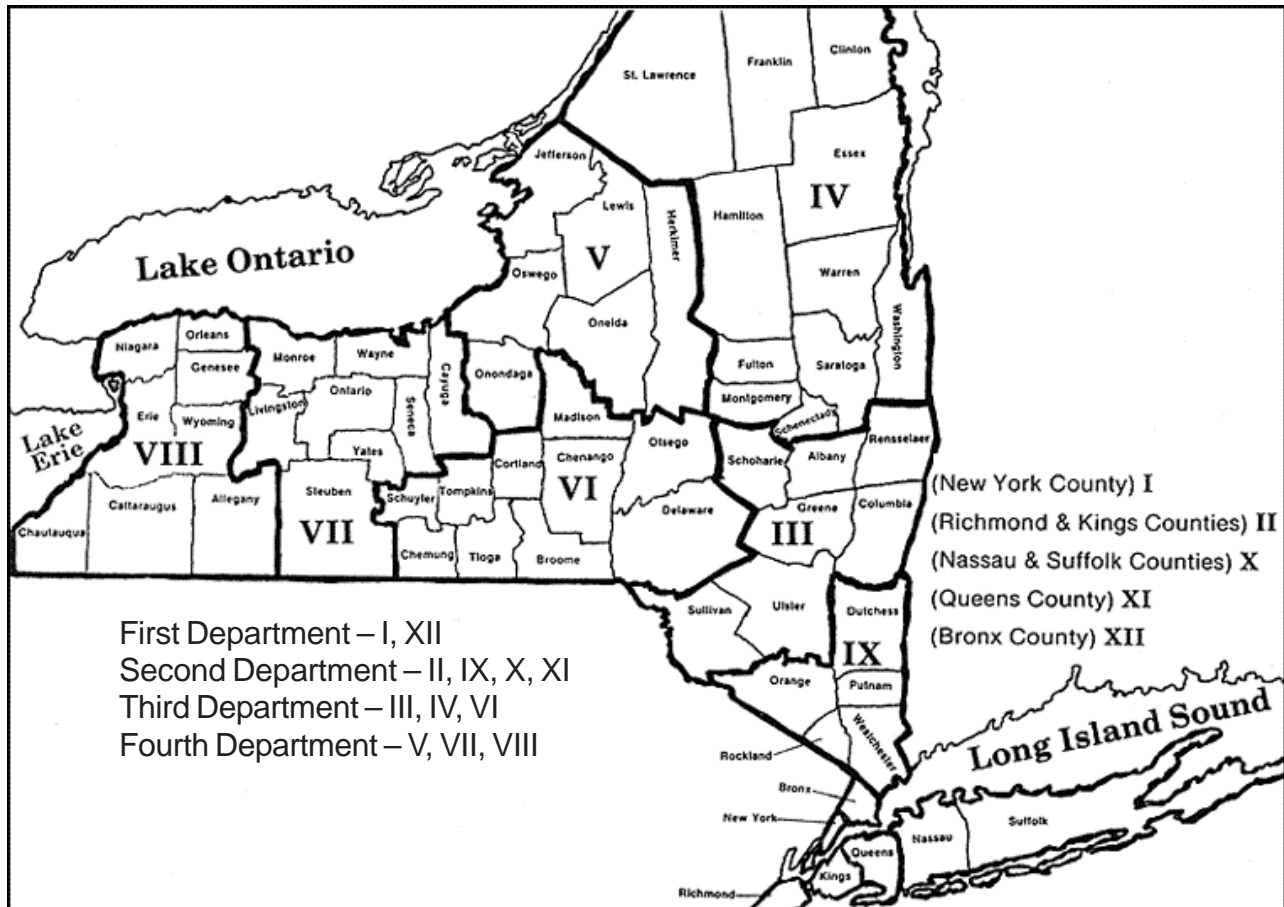 Clinton
Franklin
St. Lawrence
Essex
Jefferson
IV
Lewis
Hamilton
Herkimer
V
Lake Ontario
Warren
Oswego
Washington
Oneida
Orleans
Niagara
Monroe
Wayne
Genesee
Cayuga
Onondaga
Fulton
Saratoga
Ontario
Montgomery
Livingston
Seneca
Erie
Wyoming
Madison
Schenectady
Lake
Erie
VIII
Yates
Otsego
Rensselaer
Cortland
Chenango
Schoharie
Albany
VI
Steuben
Schuyler
Tompkins
Cattaraugus
Allegany
Delaware
Greene
Columbia
III
VII
Chautauqua
Chemung
Tioga
Broome
(New York County) I
(Richmond & Kings Counties) II
(Nassau & Suffolk Counties) X
(Queens County) XI
(Bronx County) XII
Sullivan
Ulster
Dutchess
IX
First Department – I, XII
Second Department – II, IX, X, XI
Third Department – III, IV, VI
Fourth Department – V, VII, VIII
Orange
Putnam
Westchester
Rockland
Long Island Sound
Bronx
New York
Suffolk
Nassau
Queens
Kings
Richmond